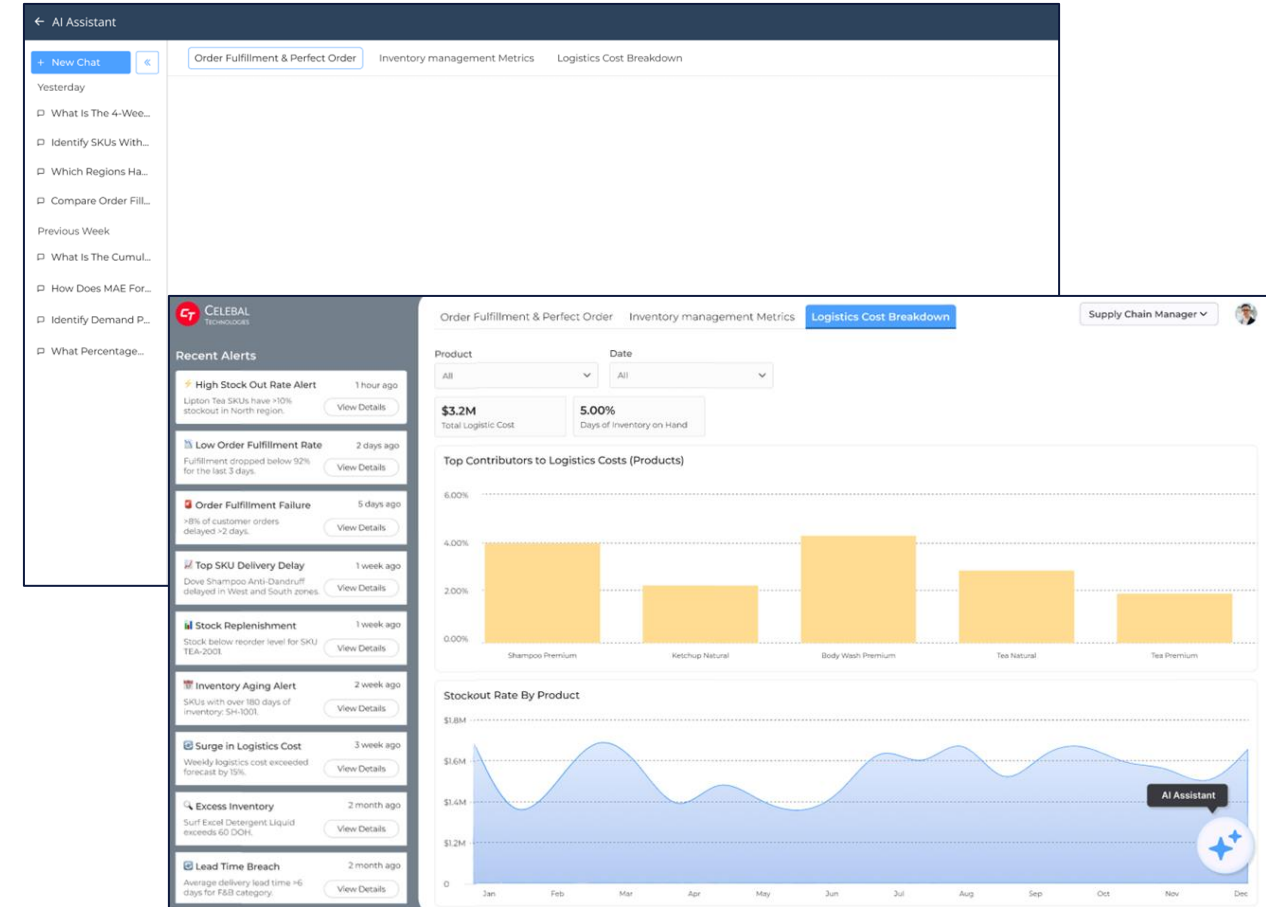 ← AI Assistant
+ New Chat
«
Order Fulfillment & Perfect Order
Inventory management Metrics
Logistics Cost Breakdown
Yesterday
What Is The 4-Wee...
Identify SKUs With...
Which Regions Ha...
Compare Order Fill...
Previous Week
What Is The Cumul...
How Does MAE For...
Identify Demand P...
What Percentage...
CT
CELEBAL
TECHNOLOGIES
Recent Alerts
High Stock Out Rate Alert
1 hour ago
Lipton Tea SKUs have >10%
stockout in North region.
View Details
Low Order Fulfillment Rate
2 days ago
Fulfillment dropped below 92%
for the last 3 days.
View Details
Order Fulfillment Failure
5 days ago
>8% of customer orders
delayed >2 days.
View Details
Top SKU Delivery Delay
1 week ago
Dove Shampoo Anti-Dandruff
delayed in West and South zones.
View Details
Stock Replenishment
1 week ago
Stock below reorder level for SKU
TEA-2001.
View Details
Inventory Aging Alert
2 week ago
SKUs with over 180 days of
inventory: SH-1001.
View Details
Surge in Logistics Cost
3 week ago
Weekly logistics cost exceeded
forecast by 15%.
View Details
Excess Inventory
2 month ago
Surf Excel Detergent Liquid
exceeds 60 DOH.
View Details
Lead Time Breach
2 month ago
Average delivery lead time >6
days for F&B category.
View Details
Order Fulfillment & Perfect Order
Inventory management Metrics
Logistics Cost Breakdown
Supply Chain Manager
Product
Date
All
All
$3.2M
Total Logistic Cost
5.00%
Days of Inventory on Hand
Top Contributors to Logistics Costs (Products)
6.00%
4.00%
2.00%
0.00%
Shampoo Premium
Ketchup Natural
Body Wash Premium
Tea Natural
Tea Premium
Stockout Rate By Product
$1.8M
$1.6M
$1.4M
$1.2M
0
Jan
Feb
Mar
Apr
May
Jun
Jul
Aug
Sep
Oct
Nov
Dec
AI Assistant